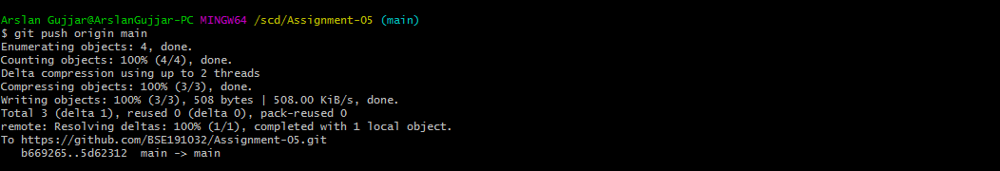 Arslan Gujjar@ArslanGujjar-PC MINGW64 /scd/Assignment-05 (main)
$ git push origin main
Enumerating objects: 4, done.
Counting objects: 100% (4/4), done.
Delta compression using up to 2 threads
Compressing objects: 100% (3/3), done.
Writing objects: 100% (3/3), 508 bytes | 508.00 KiB/s, done.
Total 3 (delta 1), reused 0 (delta 0), pack-reused 0
remote: Resolving deltas: 100% (1/1), completed with 1 local object.
To https://github.com/BSE191032/Assignment-05.git
   b669265..5d62312  main -> main